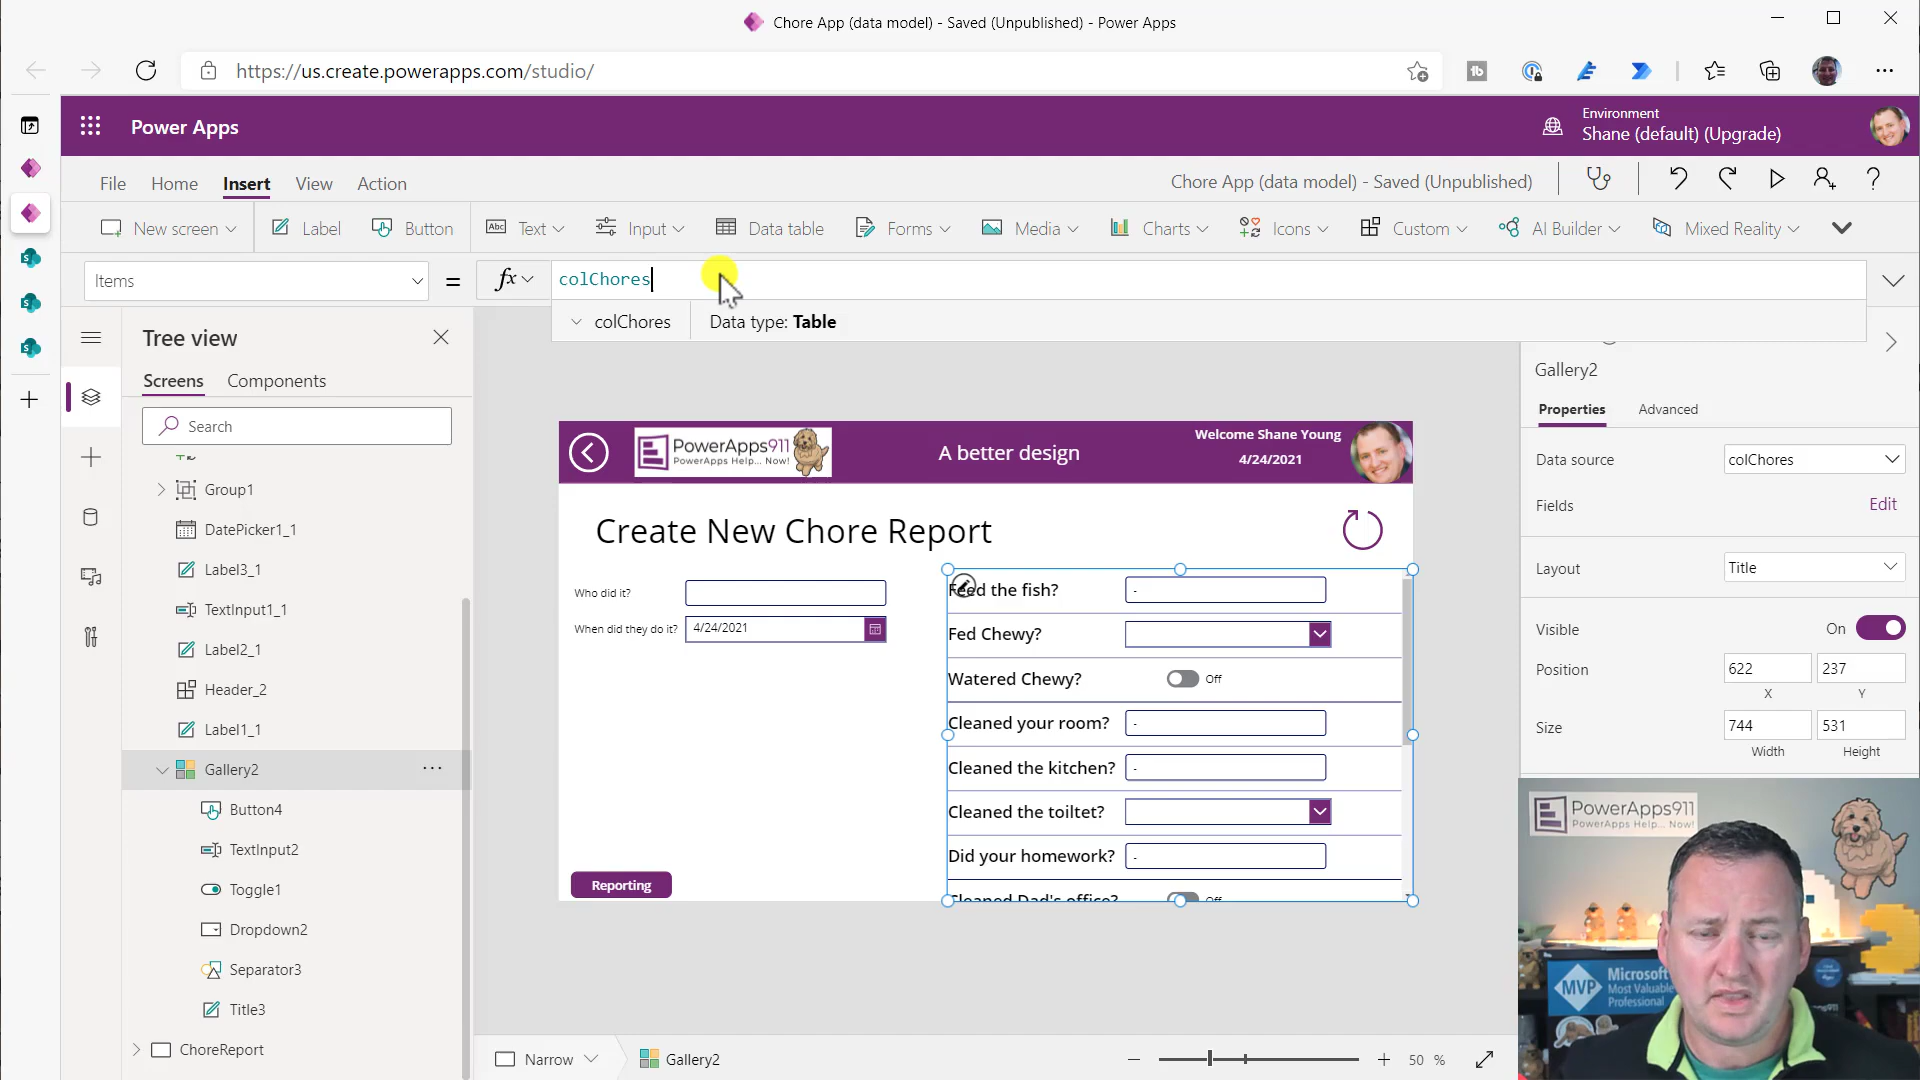 Chore App (data model) - Saved (Unpublished) - Power Apps
https://us.create.powerapps.com/studio/
Power Apps
Environment
Shane (default) (Upgrade)
File Home Insert View Action
Chore App (data model) - Saved (Unpublished)
New screen Label Button Text Input Data table Forms Media Charts Icons Custom AI Builder Mixed Reality
Items = fx colChores
colChores Data type: Table
Tree view
Screens Components
Search
Group1
DatePicker1_1
Label3_1
TextInput1_1
Label2_1
Header_2
Label1_1
Gallery2
Button4
TextInput2
Toggle1
Dropdown2
Separator3
Title3
ChoreReport
PowerApps911
PowerApps Help... Now!
A better design
Welcome Shane Young
4/24/2021
Create New Chore Report
Who did it?
When did they do it? 4/24/2021
Feed the fish? -
Fed Chewy?
Watered Chewy? Off
Cleaned your room? -
Cleaned the kitchen? -
Cleaned the toiltet?
Did your homework? -
Cleaned Dad's office? Off
Reporting
Narrow Gallery2
50 %
Gallery2
Properties Advanced
Data source colChores
Fields Edit
Layout Title
Visible On
Position 622 237
X Y
Size 744 531
Width Height
PowerApps911
PowerApps Help... Now!
MVP
Microsoft
Most Valuable
Professional